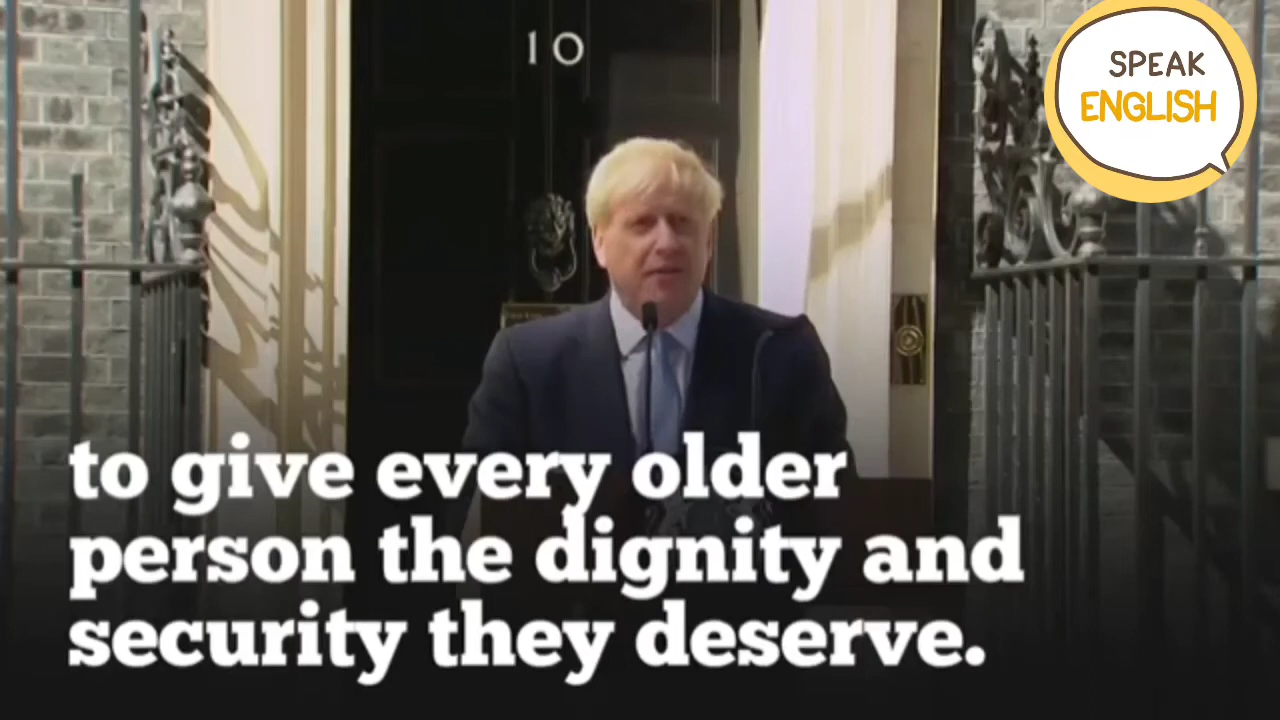 10
SPEAK
ENGLISH
to give every older
person the dignity and
security they deserve.